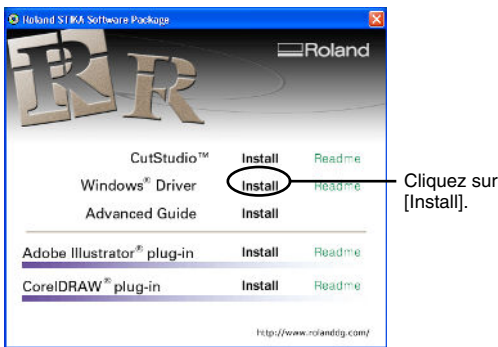 Roland STIKA Software Package
Roland
CutStudio™ Install Readme
Windows® Driver Install Readme
Cliquez sur
[Install].
Advanced Guide Install
Adobe Illustrator® plug-in Install Readme
CorelDRAW® plug-in Install Readme
http://www.rolanddg.com/